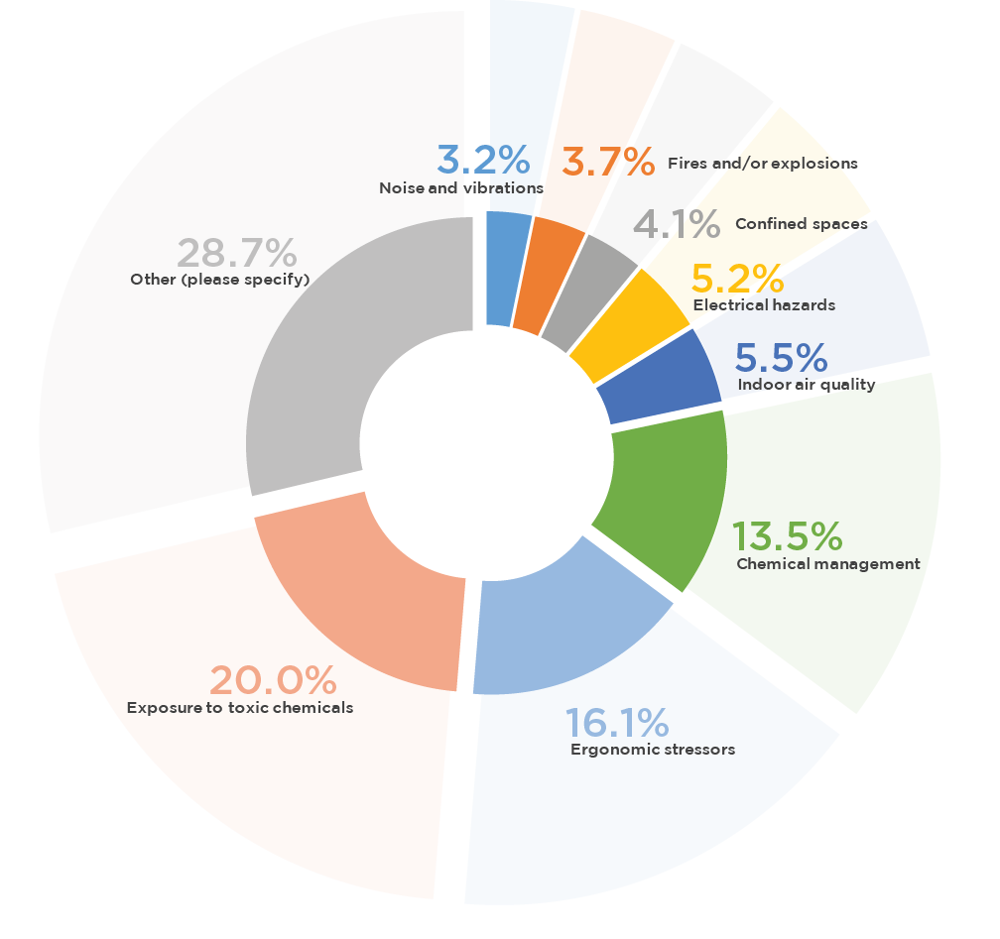 3.2%
Noise and vibrations
3.7% Fires and/or explosions
4.1% Confined spaces
28.7%
Other (please specify)
5.2%
Electrical hazards
5.5%
Indoor air quality
13.5%
Chemical management
20.0%
Exposure to toxic chemicals
16.1%
Ergonomic stressors